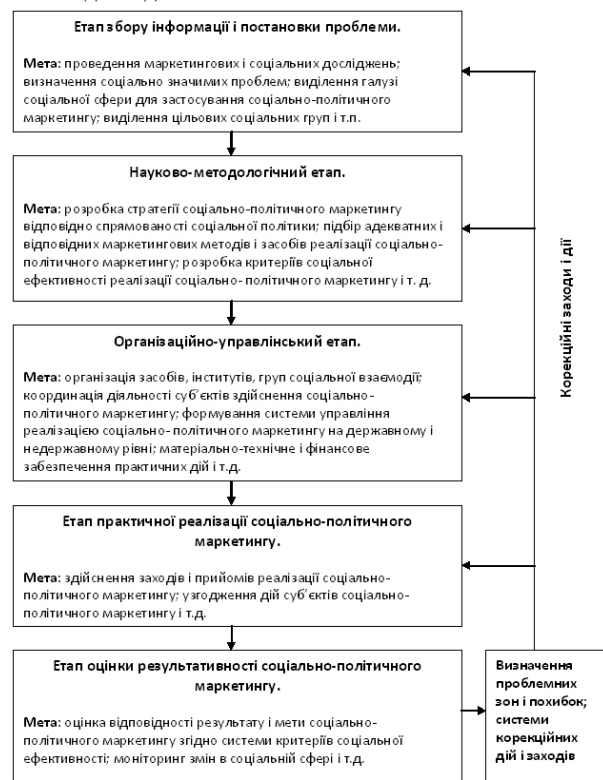 Етап збору інформації і постановки проблеми.
Мета: проведення маркетингових і соціальних досліджень;
визначення соціально значимих проблем; виділення галузі
соціальної сфери для застосування соціально-політичного
маркетингу; виділення цільових соціальних груп і т.п.
Науково-методологічний етап.
Мета: розробка стратегії соціально-політичного маркетингу
відповідно спрямованості соціальної політики; підбір адекватних і
відповідних маркетингових методів і засобів реалізації соціально-
політичного маркетингу; розробка критеріїв соціальної
ефективності реалізації соціально- політичного маркетингу і т. д.
Організаційно-управлінський етап.
Мета: організація засобів, інститутів, груп соціальної взаємодії;
координація діяльності суб’єктів здійснення соціально-
політичного маркетингу; формування системи управління
реалізацією соціально- політичного маркетингу на державному і
недержавному рівні; матеріально-технічне і фінансове
забезпечення практичних дій і т.д.
Етап практичної реалізації соціально-політичного
маркетингу.
Мета: здійснення заходів і прийомів реалізації соціально-
політичного маркетингу; узгодження дій суб’єктів соціально-
політичного маркетингу і т.д.
Етап оцінки результативності соціально-політичного
маркетингу.
Мета: оцінка відповідності результату і мети соціально-
політичного маркетингу згідно системи критеріїв соціальної
ефективності; моніторинг змін в соціальній сфері і т.д.
Визначення
проблемних
зон і похибок;
системи
корекційних
дій і заходів
Корекційні заходи і дії